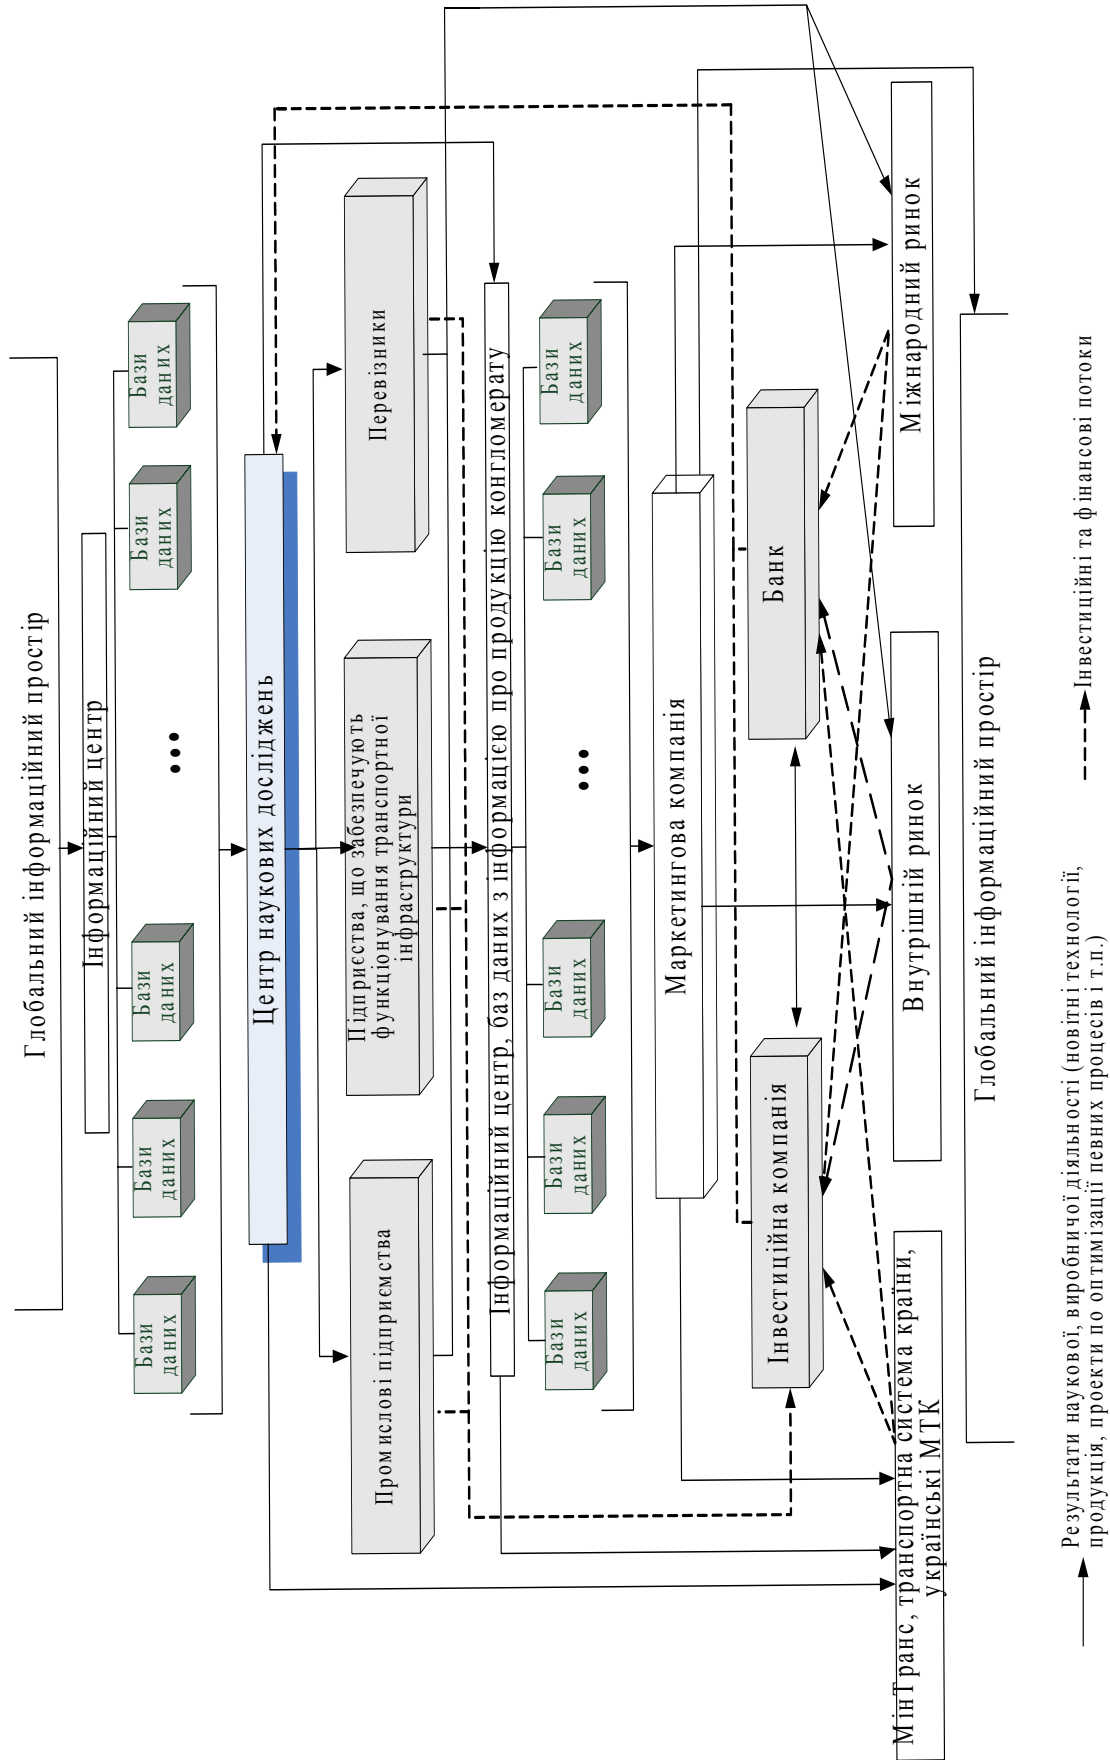 Глобальний інформаційний простір
Інформаційний центр
Бази
даних
Бази
даних
Бази
даних
...
Бази
даних
Бази
даних
Центр наукових досліджень
Промислові підприємства
Підприємства, що забезпечують
функціонування транспортної
інфраструктури
Перевізники
Інформаційний центр, баз даних з інформацією про продукцію конгломерату
Бази
даних
Бази
даних
Бази
даних
...
Бази
даних
Бази
даних
Маркетингова компанія
Інвестиційна компанія
Банк
МінТранс, транспортна система країни,
українські МТК
Внутрішній ринок
Міжнародний ринок
Глобальний інформаційний простір
Результати наукової, виробничої діяльності (новітні технології,
продукція, проекти по оптимізації певних процесів і т.п.)
Інвестиційні та фінансові потоки